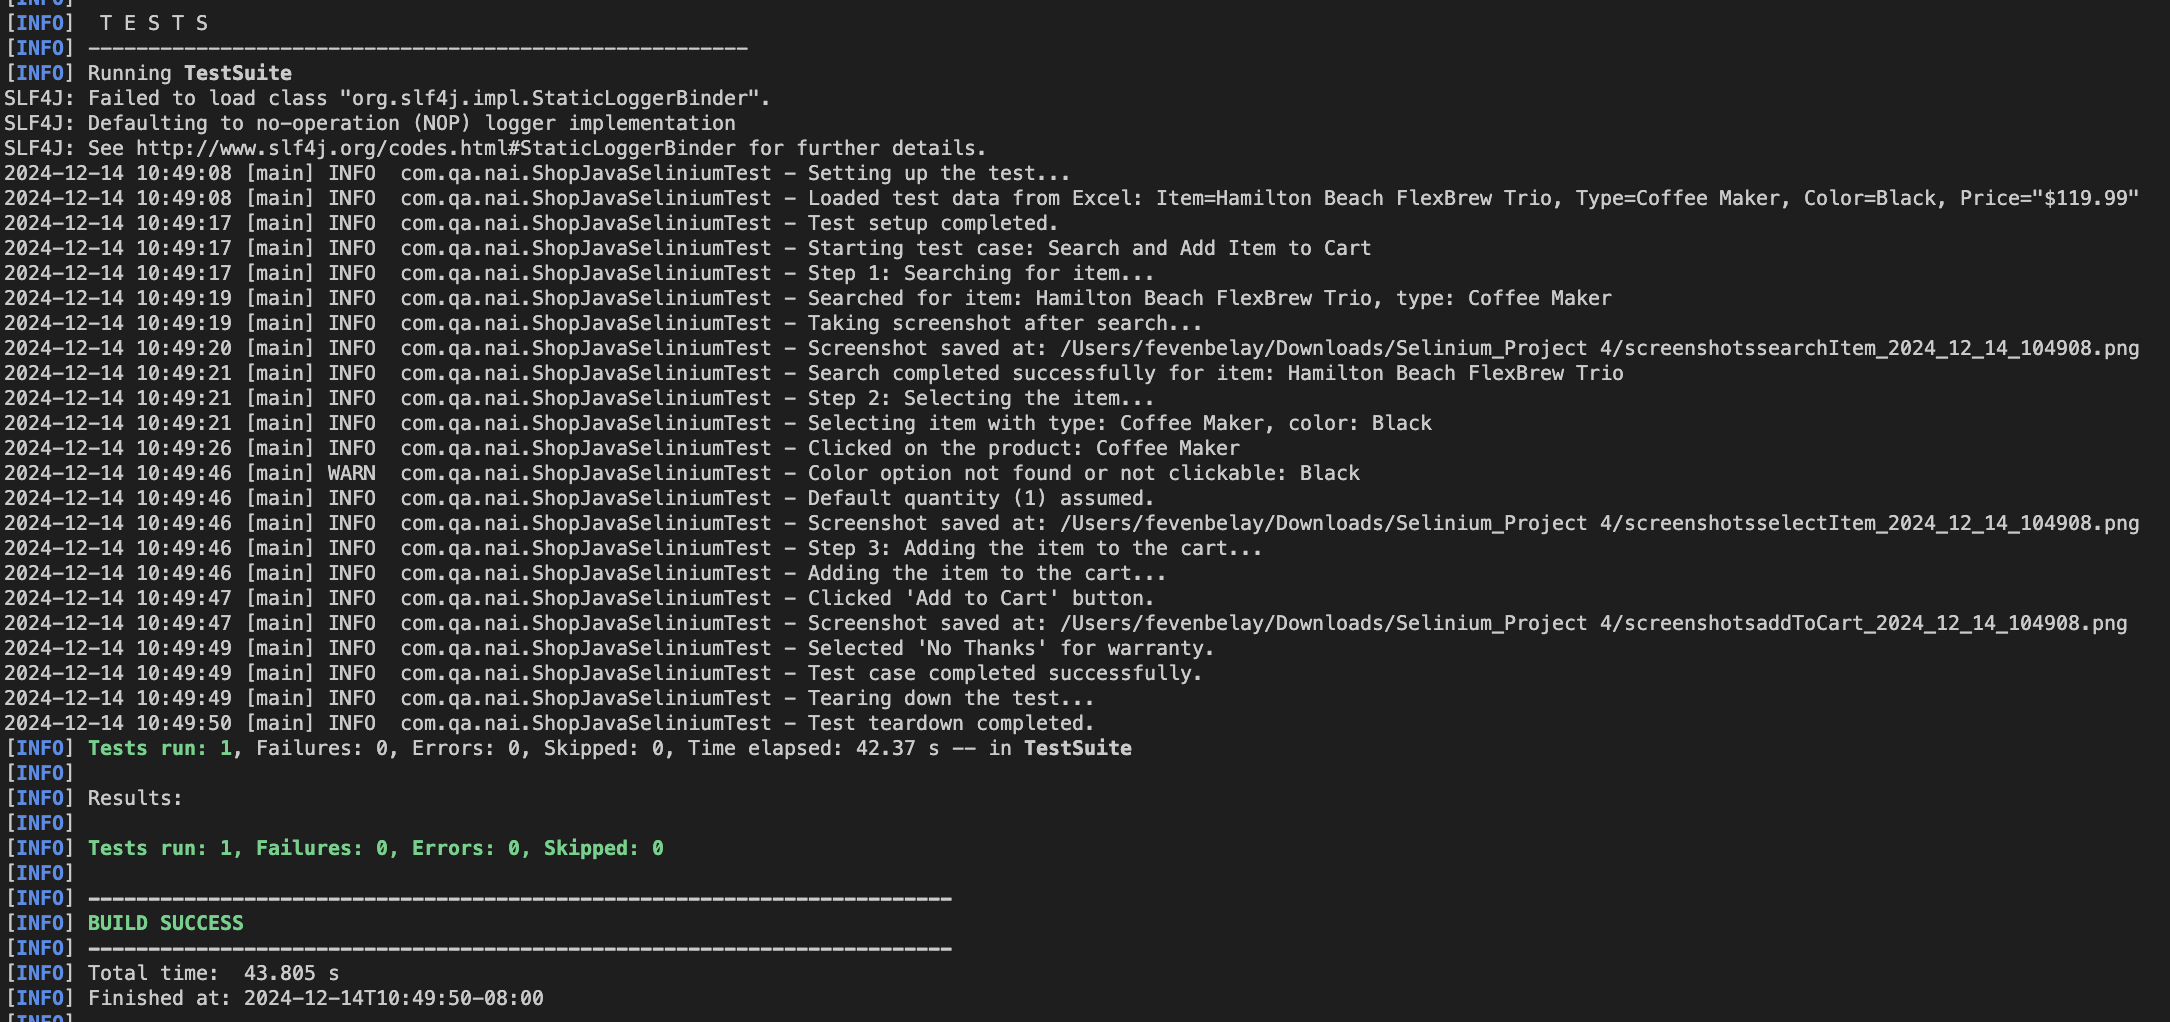 [INFO]
[INFO]  T E S T S
[INFO] -------------------------------------------------------
[INFO] Running TestSuite
SLF4J: Failed to load class "org.slf4j.impl.StaticLoggerBinder".
SLF4J: Defaulting to no-operation (NOP) logger implementation
SLF4J: See http://www.slf4j.org/codes.html#StaticLoggerBinder for further details.
2024-12-14 10:49:08 [main] INFO  com.qa.nai.ShopJavaSeliniumTest - Setting up the test...
2024-12-14 10:49:08 [main] INFO  com.qa.nai.ShopJavaSeliniumTest - Loaded test data from Excel: Item=Hamilton Beach FlexBrew Trio, Type=Coffee Maker, Color=Black, Price="$119.99"
2024-12-14 10:49:17 [main] INFO  com.qa.nai.ShopJavaSeliniumTest - Test setup completed.
2024-12-14 10:49:17 [main] INFO  com.qa.nai.ShopJavaSeliniumTest - Starting test case: Search and Add Item to Cart
2024-12-14 10:49:17 [main] INFO  com.qa.nai.ShopJavaSeliniumTest - Step 1: Searching for item...
2024-12-14 10:49:19 [main] INFO  com.qa.nai.ShopJavaSeliniumTest - Searched for item: Hamilton Beach FlexBrew Trio, type: Coffee Maker
2024-12-14 10:49:19 [main] INFO  com.qa.nai.ShopJavaSeliniumTest - Taking screenshot after search...
2024-12-14 10:49:20 [main] INFO  com.qa.nai.ShopJavaSeliniumTest - Screenshot saved at: /Users/fevenbelay/Downloads/Selinium_Project 4/screenshotssearchItem_2024_12_14_104908.png
2024-12-14 10:49:21 [main] INFO  com.qa.nai.ShopJavaSeliniumTest - Search completed successfully for item: Hamilton Beach FlexBrew Trio
2024-12-14 10:49:21 [main] INFO  com.qa.nai.ShopJavaSeliniumTest - Step 2: Selecting the item...
2024-12-14 10:49:21 [main] INFO  com.qa.nai.ShopJavaSeliniumTest - Selecting item with type: Coffee Maker, color: Black
2024-12-14 10:49:26 [main] INFO  com.qa.nai.ShopJavaSeliniumTest - Clicked on the product: Coffee Maker
2024-12-14 10:49:46 [main] WARN  com.qa.nai.ShopJavaSeliniumTest - Color option not found or not clickable: Black
2024-12-14 10:49:46 [main] INFO  com.qa.nai.ShopJavaSeliniumTest - Default quantity (1) assumed.
2024-12-14 10:49:46 [main] INFO  com.qa.nai.ShopJavaSeliniumTest - Screenshot saved at: /Users/fevenbelay/Downloads/Selinium_Project 4/screenshotsselectItem_2024_12_14_104908.png
2024-12-14 10:49:46 [main] INFO  com.qa.nai.ShopJavaSeliniumTest - Step 3: Adding the item to the cart...
2024-12-14 10:49:46 [main] INFO  com.qa.nai.ShopJavaSeliniumTest - Adding the item to the cart...
2024-12-14 10:49:47 [main] INFO  com.qa.nai.ShopJavaSeliniumTest - Clicked 'Add to Cart' button.
2024-12-14 10:49:47 [main] INFO  com.qa.nai.ShopJavaSeliniumTest - Screenshot saved at: /Users/fevenbelay/Downloads/Selinium_Project 4/screenshotsaddToCart_2024_12_14_104908.png
2024-12-14 10:49:49 [main] INFO  com.qa.nai.ShopJavaSeliniumTest - Selected 'No Thanks' for warranty.
2024-12-14 10:49:49 [main] INFO  com.qa.nai.ShopJavaSeliniumTest - Test case completed successfully.
2024-12-14 10:49:49 [main] INFO  com.qa.nai.ShopJavaSeliniumTest - Tearing down the test...
2024-12-14 10:49:50 [main] INFO  com.qa.nai.ShopJavaSeliniumTest - Test teardown completed.
[INFO] Tests run: 1, Failures: 0, Errors: 0, Skipped: 0, Time elapsed: 42.37 s -- in TestSuite
[INFO]
[INFO] Results:
[INFO]
[INFO] Tests run: 1, Failures: 0, Errors: 0, Skipped: 0
[INFO]
[INFO] ------------------------------------------------------------------------
[INFO] BUILD SUCCESS
[INFO] ------------------------------------------------------------------------
[INFO] Total time:  43.805 s
[INFO] Finished at: 2024-12-14T10:49:50-08:00
[INFO]